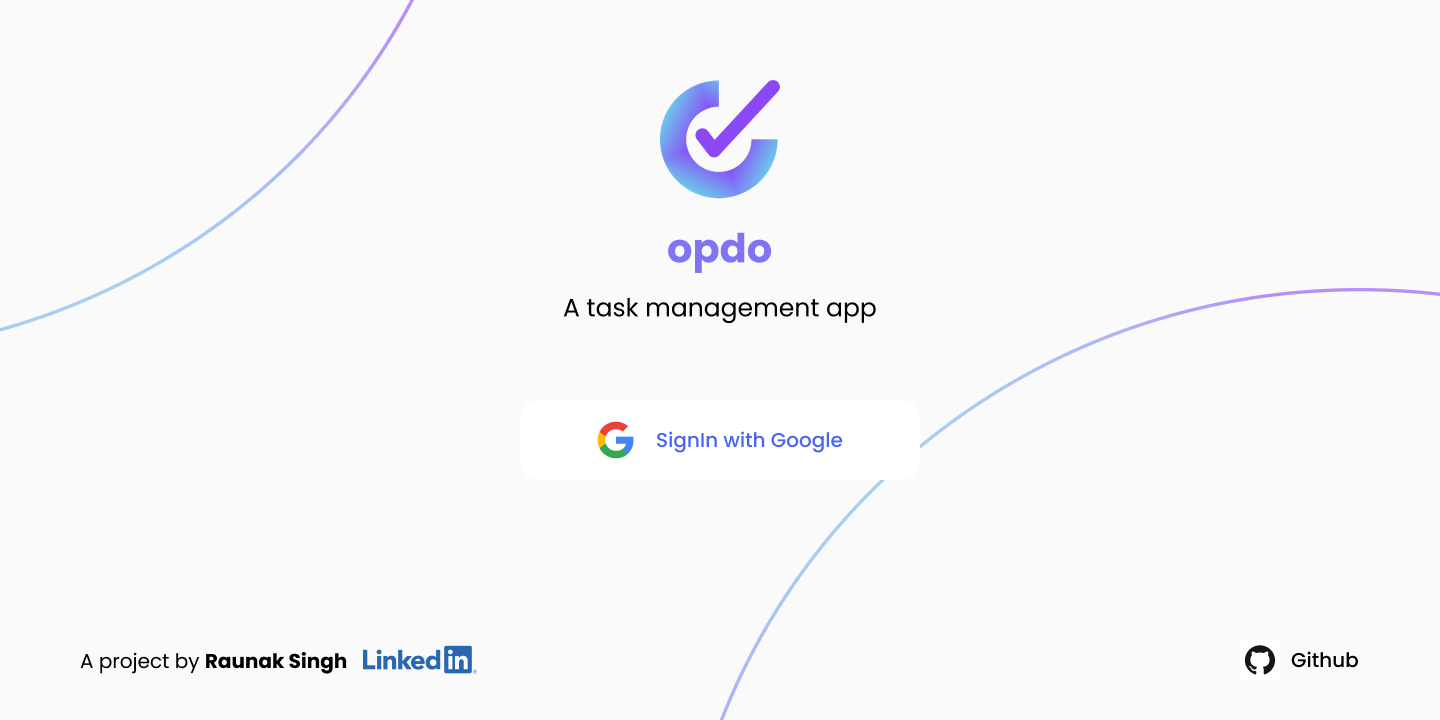 opdo
A task management app
SignIn with Google
A project by Raunak Singh LinkedIn
Github